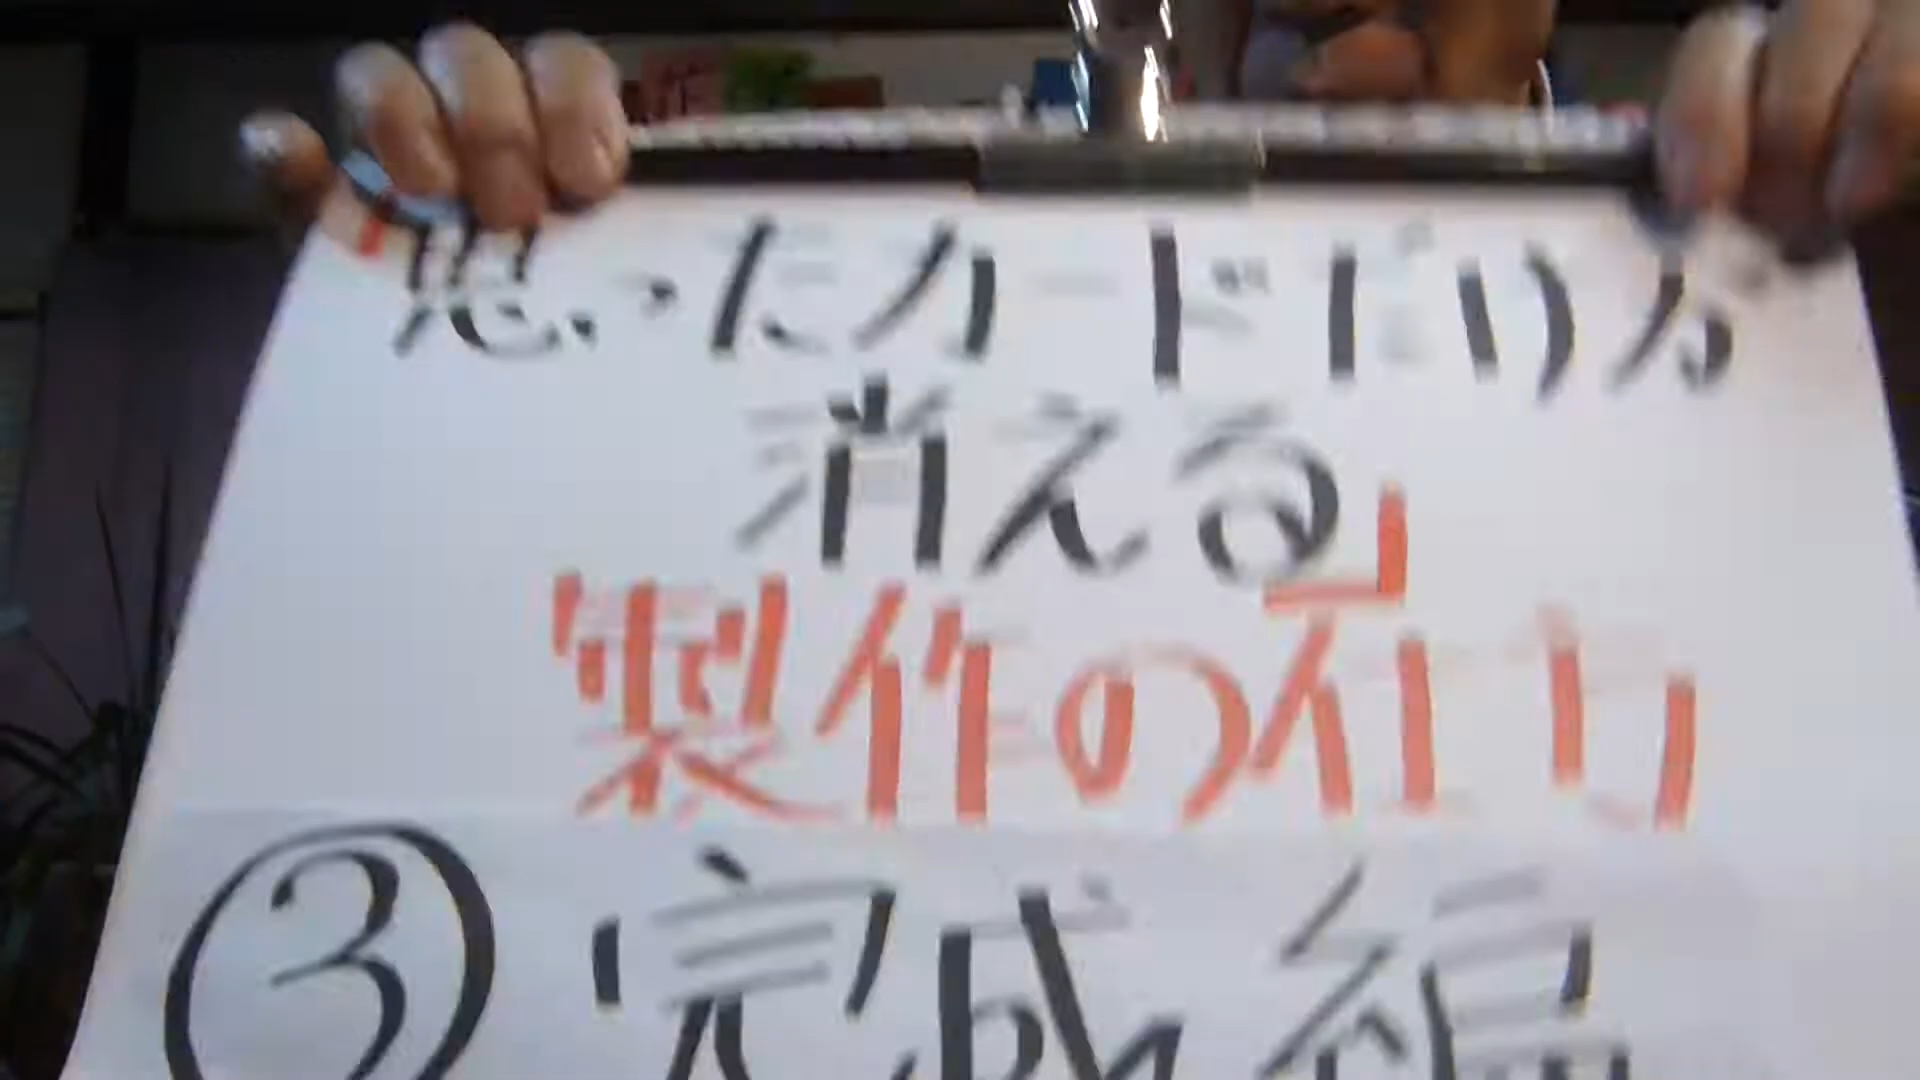 「思ったカードだけが
消える」
製作の仕方
③完成編